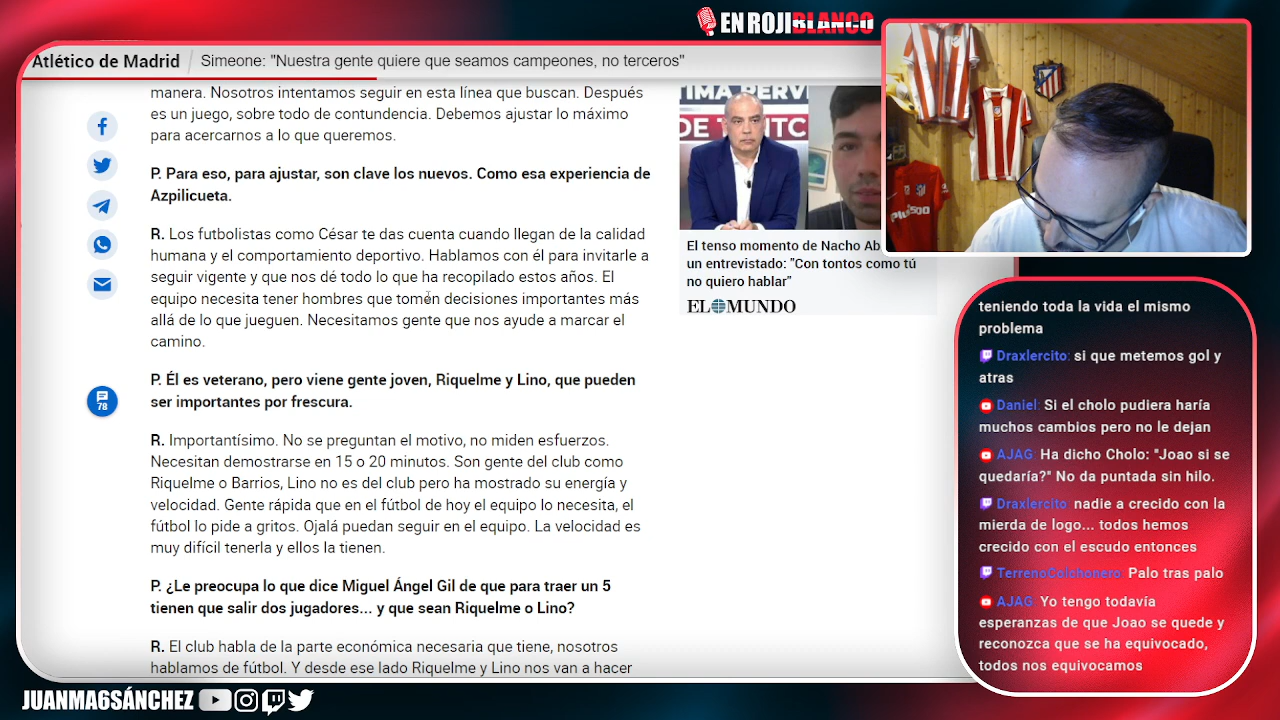 EN ROJIBLANCO
Atlético de Madrid
Simeone: "Nuestra gente quiere que seamos campeones, no terceros"
manera. Nosotros intentamos seguir en esta línea que buscan. Después
es un juego, sobre todo de contundencia. Debemos ajustar lo máximo
para acercarnos a lo que queremos.
P. Para eso, para ajustar, son clave los nuevos. Como esa experiencia de
Azpilicueta.
R. Los futbolistas como César te das cuenta cuando llegan de la calidad
humana y el comportamiento deportivo. Hablamos con él para invitarle a
seguir vigente y que nos dé todo lo que ha recopilado estos años. El
equipo necesita tener hombres que tomen decisiones importantes más
allá de lo que jueguen. Necesitamos gente que nos ayude a marcar el
camino.
P. Él es veterano, pero viene gente joven, Riquelme y Lino, que pueden
ser importantes por frescura.
78
R. Importantísimo. No se preguntan el motivo, no miden esfuerzos.
Necesitan demostrarse en 15 o 20 minutos. Son gente del club como
Riquelme o Barrios, Lino no es del club pero ha mostrado su energía y
velocidad. Gente rápida que en el fútbol de hoy el equipo lo necesita, el
fútbol lo pide a gritos. Ojalá puedan seguir en el equipo. La velocidad es
muy difícil tenerla y ellos la tienen.
P. ¿Le preocupa lo que dice Miguel Ángel Gil de que para traer un 5
tienen que salir dos jugadores... y que sean Riquelme o Lino?
R. El club habla de la parte económica necesaria que tiene, nosotros
hablamos de fútbol. Y desde ese lado Riquelme y Lino nos van a hacer
El tenso momento de Nacho Ab
un entrevistado: "Con tontos como tú
no quiero hablar"
EL MUNDO
Plus500
teniendo toda la vida el mismo
problema
Draxlercito: si que metemos gol y
atras
Daniel: Si el cholo pudiera haría
muchos cambios pero no le dejan
AJAG: Ha dicho Cholo: "Joao si se
quedaría?" No da puntada sin hilo.
Draxlercito: nadie a crecido con la
mierda de logo... todos hemos
crecido con el escudo entonces
TerrenoColchonero: Palo tras palo
AJAG: Yo tengo todavía
esperanzas de que Joao se quede y
reconozca que se ha equivocado,
todos nos equivocamos
JUANMA6SÁNCHEZ